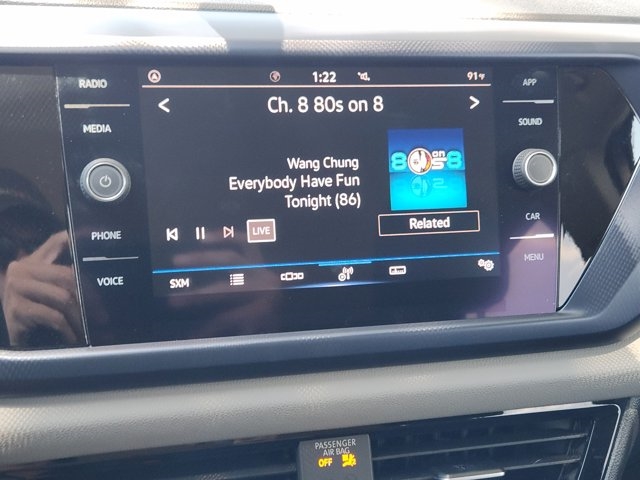 RADIO
MEDIA
PHONE
VOICE
1:22
91°F
Ch. 8 80s on 8
Wang Chung
Everybody Have Fun
Tonight (86)
8 on 8
Related
LIVE
SXM
APP
SOUND
CAR
MENU
PASSENGER
AIR BAG
OFF